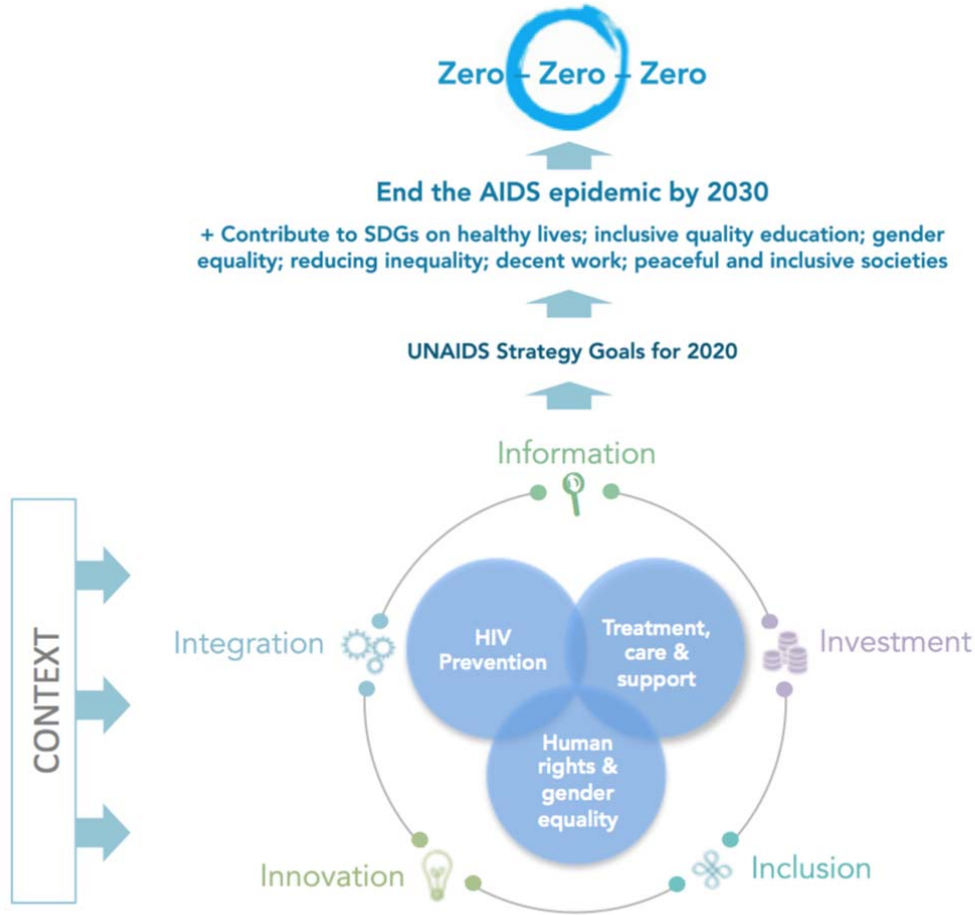 Zero – Zero – Zero
End the AIDS epidemic by 2030
+ Contribute to SDGs on healthy lives; inclusive quality education; gender
equality; reducing inequality; decent work; peaceful and inclusive societies
UNAIDS Strategy Goals for 2020
Information
CONTEXT
Integration
HIV
Prevention
Treatment,
care &
support
Investment
Human
rights &
gender
equality
Innovation
Inclusion